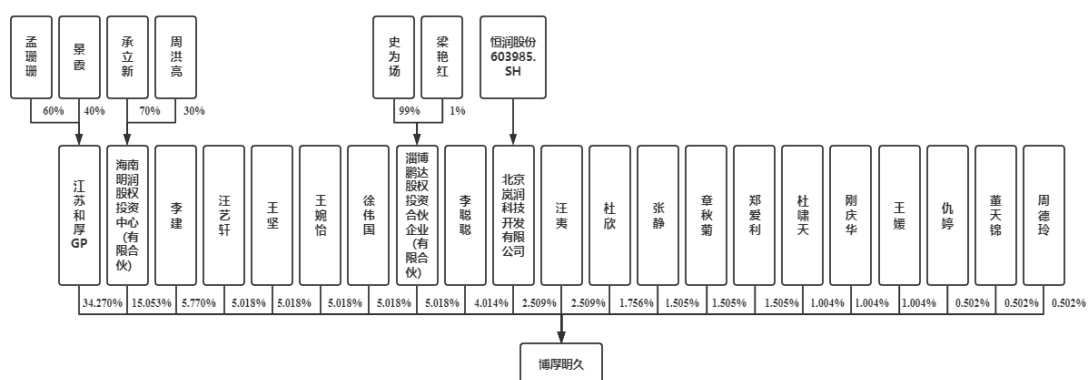 孟珊珊
景霞
承立新
周洪亮
史为场
梁艳红
恒润股份
603985.
SH
60%
40%
70%
30%
99%
1%
江苏和厚
GP
海南
明润
股权
投资
中心
(有
限合
伙)
李建
汪艺轩
王坚
王婉怡
徐伟国
淄博
鹏达
股权
投资
合伙
企业
(有
限合
伙)
李聪聪
北京
岚润
科技
开发
有限
公司
汪夷
杜欣
张静
章秋菊
郑爱利
杜啸天
刚庆华
王媛
仇婷
董天锦
周德玲
34.270%
15.053%
5.770%
5.018%
5.018%
5.018%
5.018%
5.018%
4.014%
2.509%
2.509%
1.756%
1.505%
1.505%
1.505%
1.004%
1.004%
1.004%
0.502%
0.502%
0.502%
博厚明久